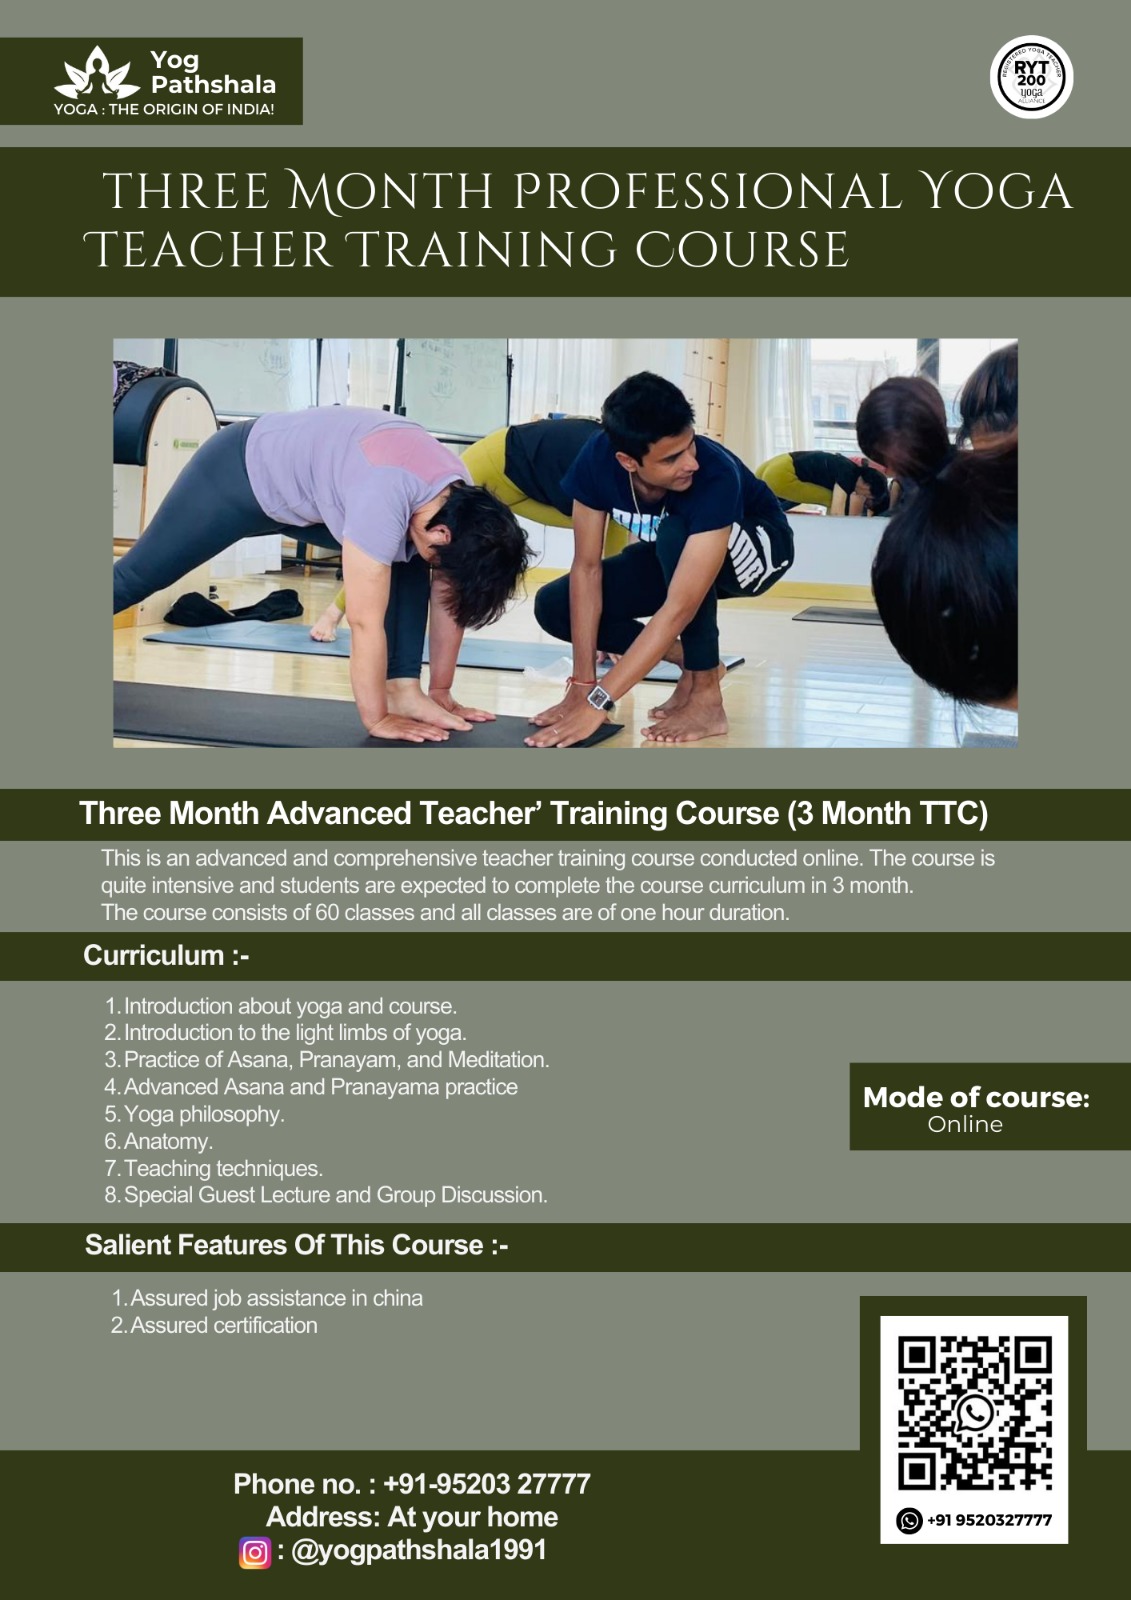 Yog
Pathshala
YOGA : THE ORIGIN OF INDIA!
REGISTERED YOGA TEACHER
RYT
200
yoga
ALLIANCE
THREE MONTH PROFESSIONAL YOGA
TEACHER TRAINING COURSE
Three Month Advanced Teacher’ Training Course (3 Month TTC)
This is an advanced and comprehensive teacher training course conducted online. The course is
quite intensive and students are expected to complete the course curriculum in 3 month.
The course consists of 60 classes and all classes are of one hour duration.
Curriculum :-
1. Introduction about yoga and course.
2. Introduction to the light limbs of yoga.
3. Practice of Asana, Pranayam, and Meditation.
4. Advanced Asana and Pranayama practice
5. Yoga philosophy.
6. Anatomy.
7. Teaching techniques.
8. Special Guest Lecture and Group Discussion.
Mode of course:
Online
Salient Features Of This Course :-
1. Assured job assistance in china
2. Assured certification
Phone no. : +91-95203 27777
Address: At your home
: @yogpathshala1991
+91 9520327777